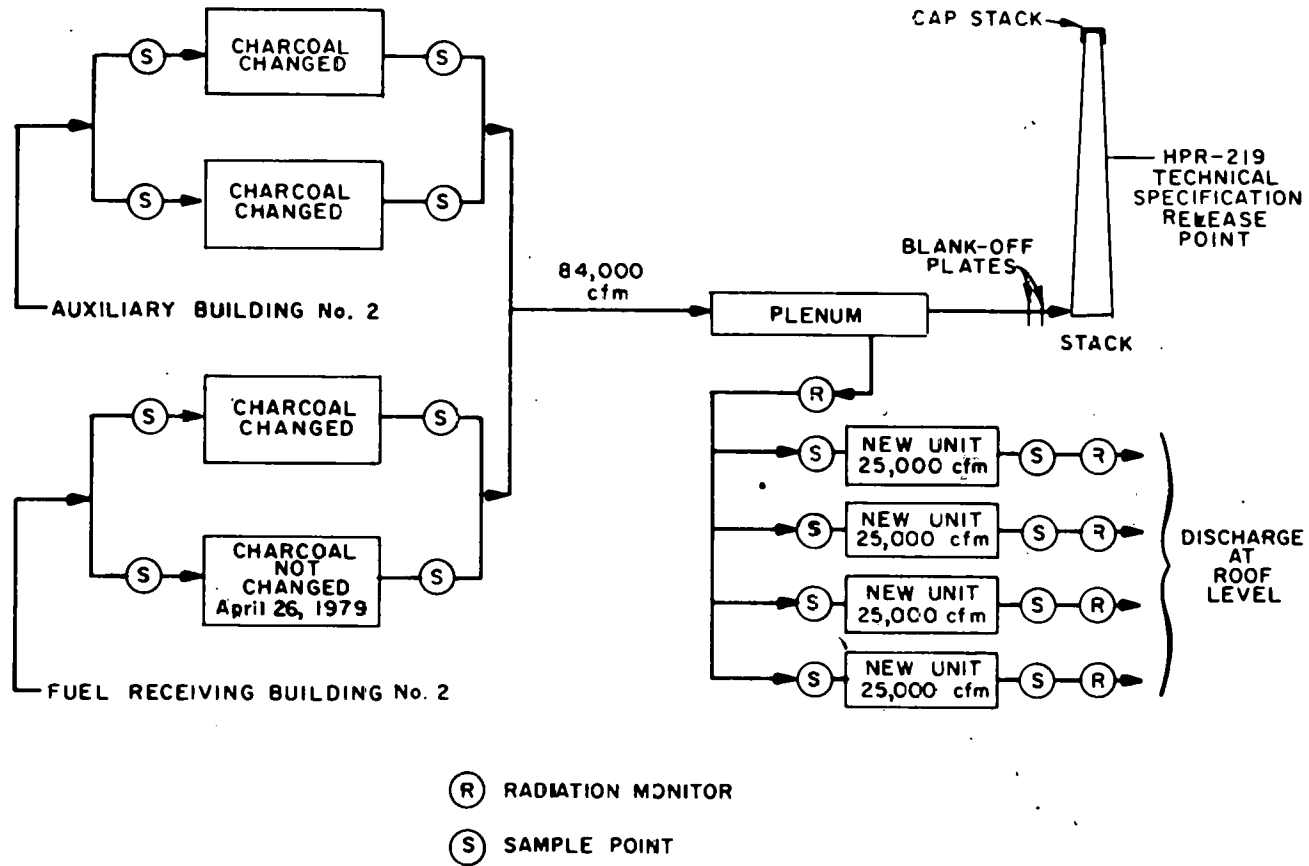 CAP STACK
S
CHARCOAL
CHANGED
S
S
CHARCOAL
CHANGED
S
AUXILIARY BUILDING No. 2
HPR-219
TECHNICAL
SPECIFICATION
RELEASE
POINT
BLANK-OFF
PLATES
84,000
cfm
PLENUM
STACK
S
CHARCOAL
CHANGED
S
R
S
NEW UNIT
25,000 cfm
S
R
S
NEW UNIT
25,000 cfm
S
R
S
CHARCOAL
NOT
CHANGED
April 26, 1979
S
S
NEW UNIT
25,000 cfm
S
R
S
NEW UNIT
25,000 cfm
S
R
DISCHARGE
AT
ROOF
LEVEL
FUEL RECEIVING BUILDING No. 2
R RADIATION MONITOR
S SAMPLE POINT